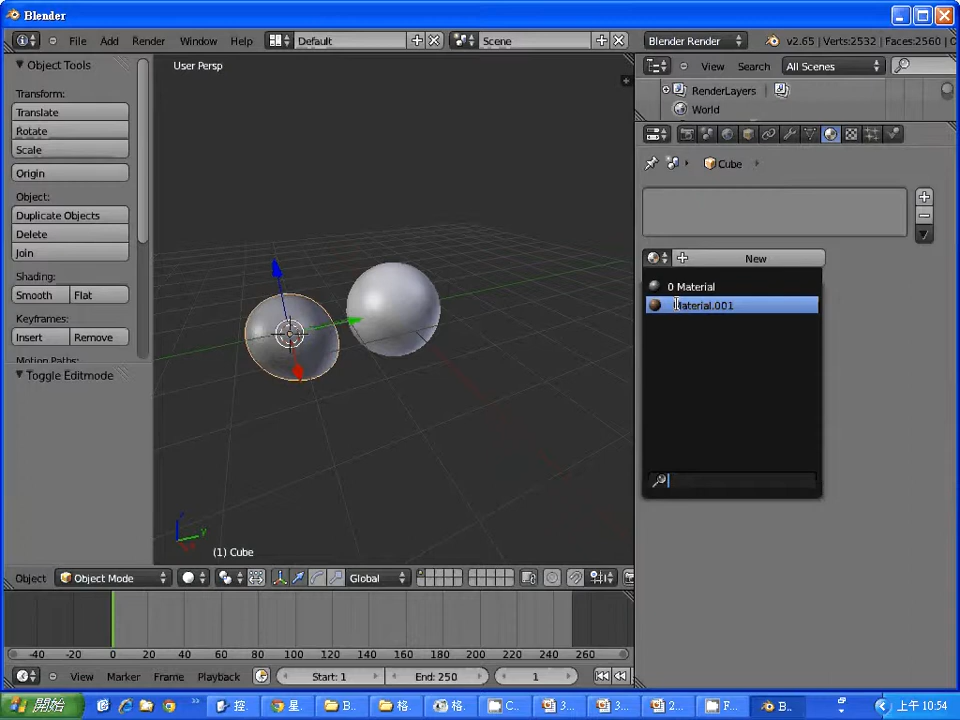 Blender
File Add Render Window Help Default Scene Blender Render v2.65 | Verts:2532 | Faces:2560 |
Object Tools
User Persp
View Search All Scenes
Transform:
RenderLayers
Translate
World
Rotate
Scale
Cube
Origin
Object:
Duplicate Objects
Delete
Join
New
Shading:
0 Material
Smooth Flat
Material.001
Keyframes:
Insert Remove
Motion Paths:
Toggle Editmode
(1) Cube
Object Object Mode Global
-40 -20 0 20 40 60 80 100 120 140 160 180 200 220 240 260
View Marker Frame Playback Start: 1 End: 250 1
開始 控. 星. B.. 格. 格. C.. 3... 3... 2... F... B.. 上午 10:54